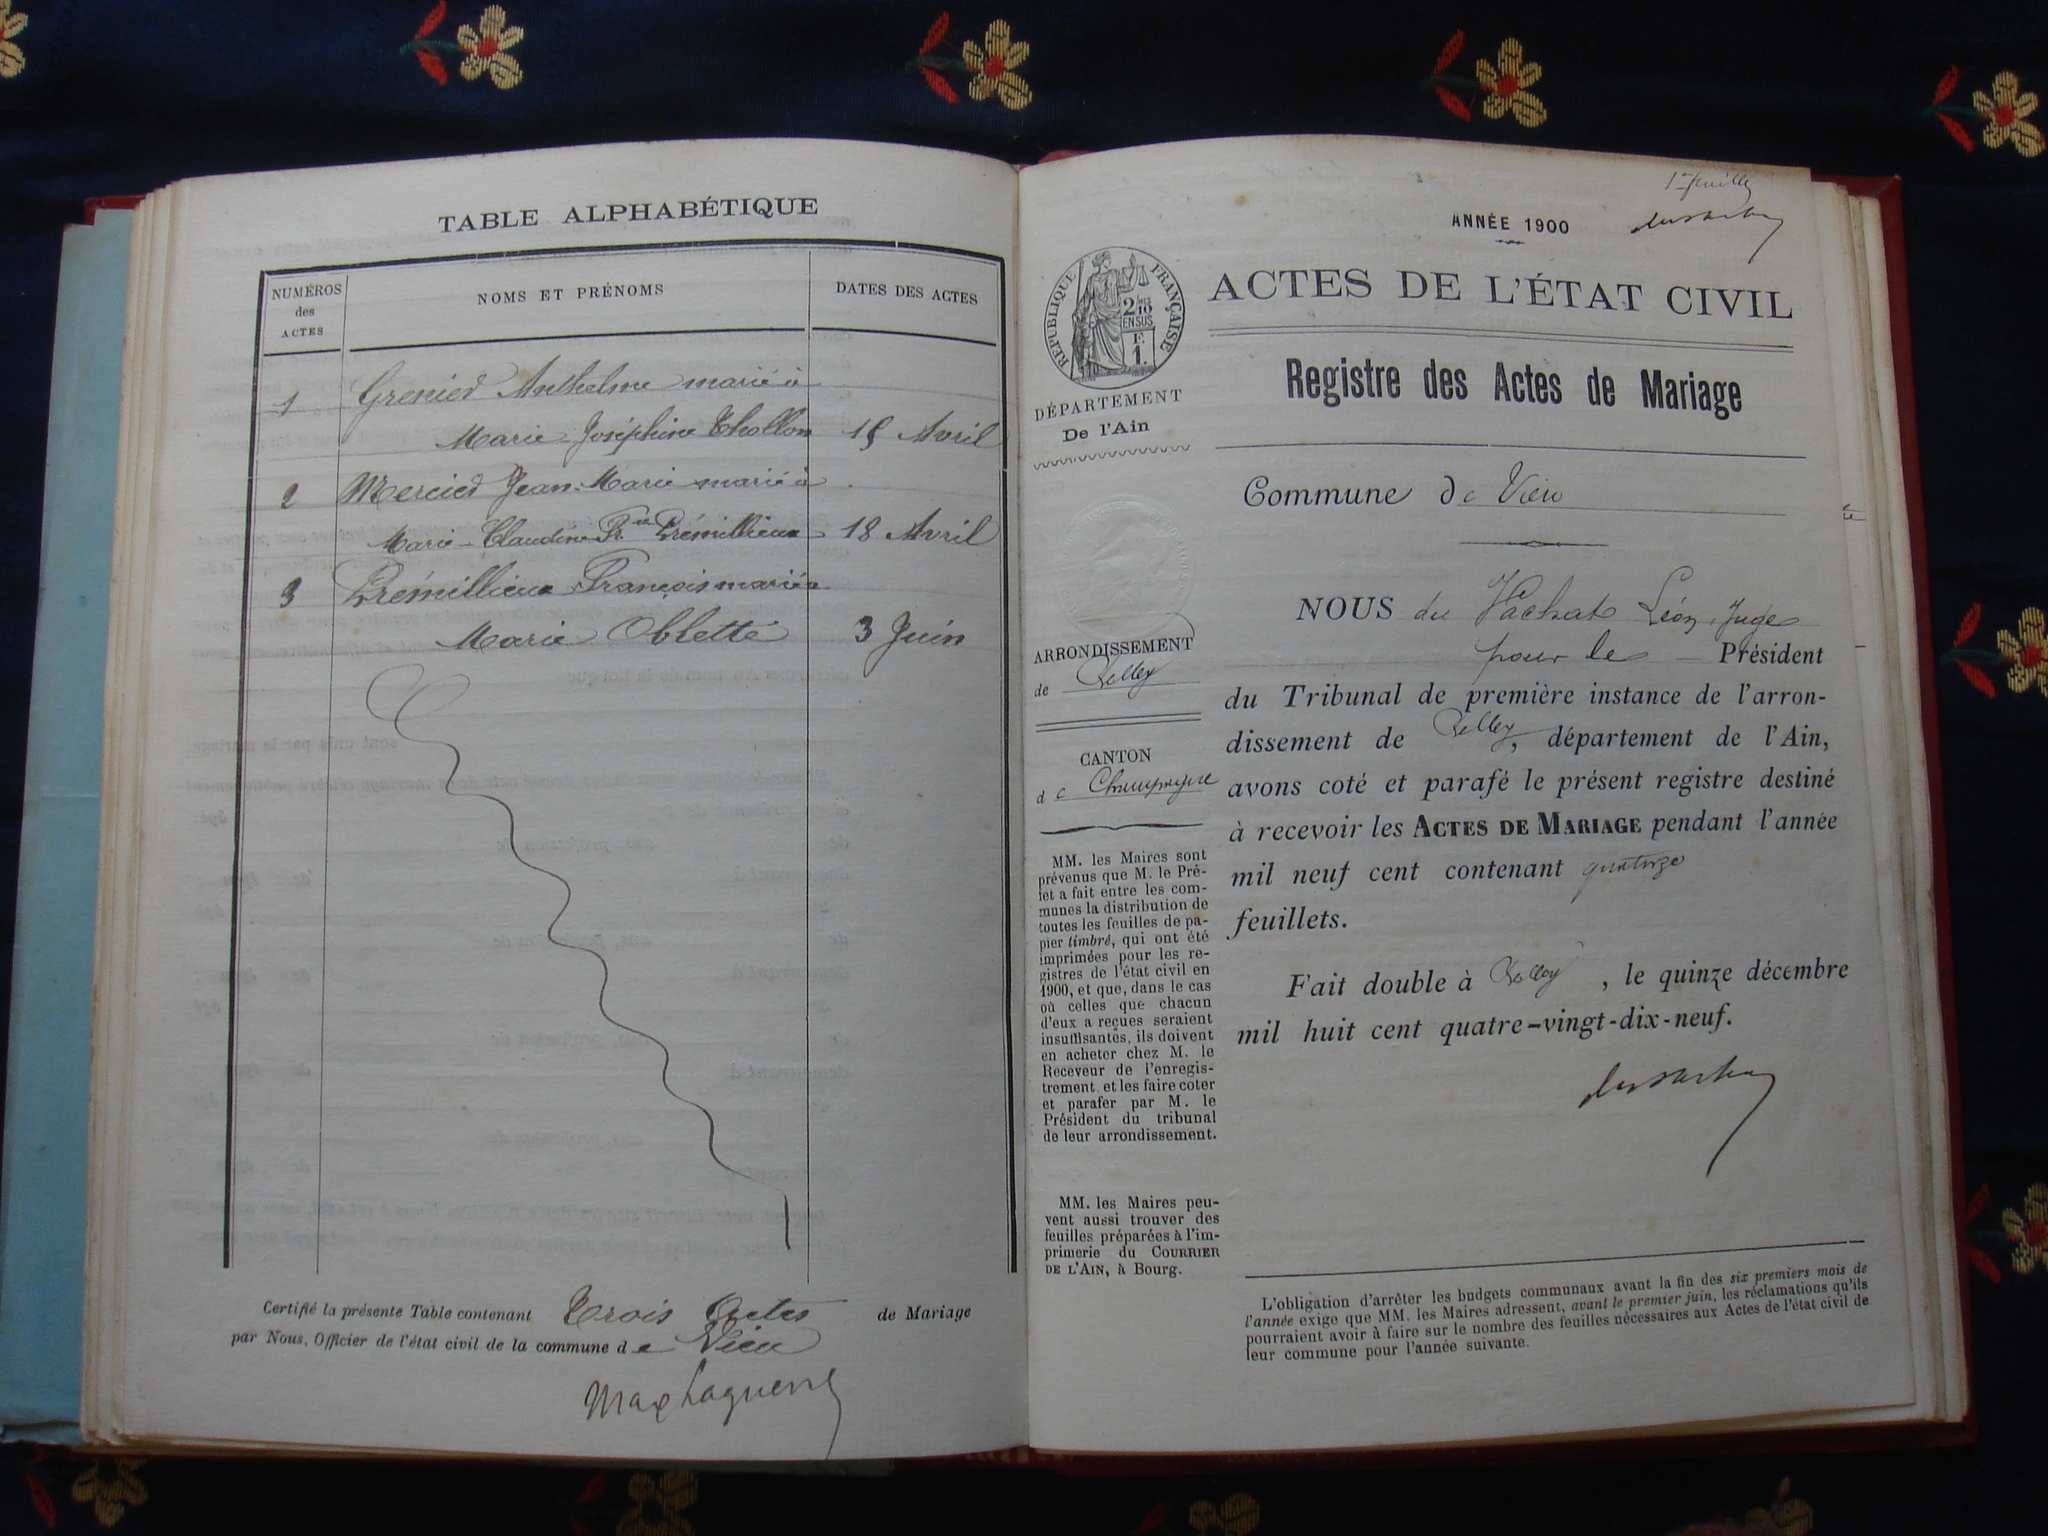 TABLE ALPHABÉTIQUE
NUMÉROS
des
ACTES
NOMS ET PRÉNOMS
DATES DES ACTES
1 Grenier Anthelme marié à
Marie Joséphine Thollon
Avril
2 Mercier Jean-Marie marié à
Marie-Claudine Prémillieux 18 Avril
3 Prémillieux François marié à
Marie Oblette 3 Juin
Certifié la présente Table contenant Trois Actes de Mariage
par Nous, Officier de l'état civil de la commune de Vieu
Max Laguerre
1er feuillet
ANNÉE 1900
RÉPUBLIQUE FRANÇAISE
2/10
EN SUS
F.
1.
ACTES DE L'ÉTAT CIVIL
Registre des Actes de Mariage
DÉPARTEMENT
De l'Ain
Commune de Vieu
NOUS du Vachat Léon, Juge
pour le Président
du Tribunal de première instance de l'arron-
dissement de Belley, département de l'Ain,
avons coté et parafé le présent registre destiné
à recevoir les ACTES DE MARIAGE pendant l'année
mil neuf cent contenant quatorze
feuillets.
Fait double à Belley, le quinze décembre
mil huit cent quatre-vingt-dix-neuf.
ARRONDISSEMENT
de Belley
CANTON
de Champagne
MM. les Maires sont
prévenus que M. le Pré-
fet a fait entre les com-
munes la distribution de
toutes les feuilles de pa-
pier timbré, qui ont été
imprimées pour les re-
gistres de l'état civil en
1900, et que, dans le cas
où celles que chacun
d'eux a reçues seraient
insuffisantes, ils doivent
en acheter chez M. le
Receveur de l'enregis-
trement et les faire coter
et parafer par M. le
Président du tribunal
de leur arrondissement.
MM. les Maires peu-
vent aussi trouver des
feuilles préparées à l'im-
primerie du COURRIER
DE L'AIN, à Bourg.
L'obligation d'arrêter les budgets communaux avant la fin des six premiers mois de
l'année exige que MM. les Maires adressent, avant le premier juin, les réclamations qu'ils
pourraient avoir à faire sur le nombre des feuilles nécessaires aux Actes de l'état civil de
leur commune pour l'année suivante.